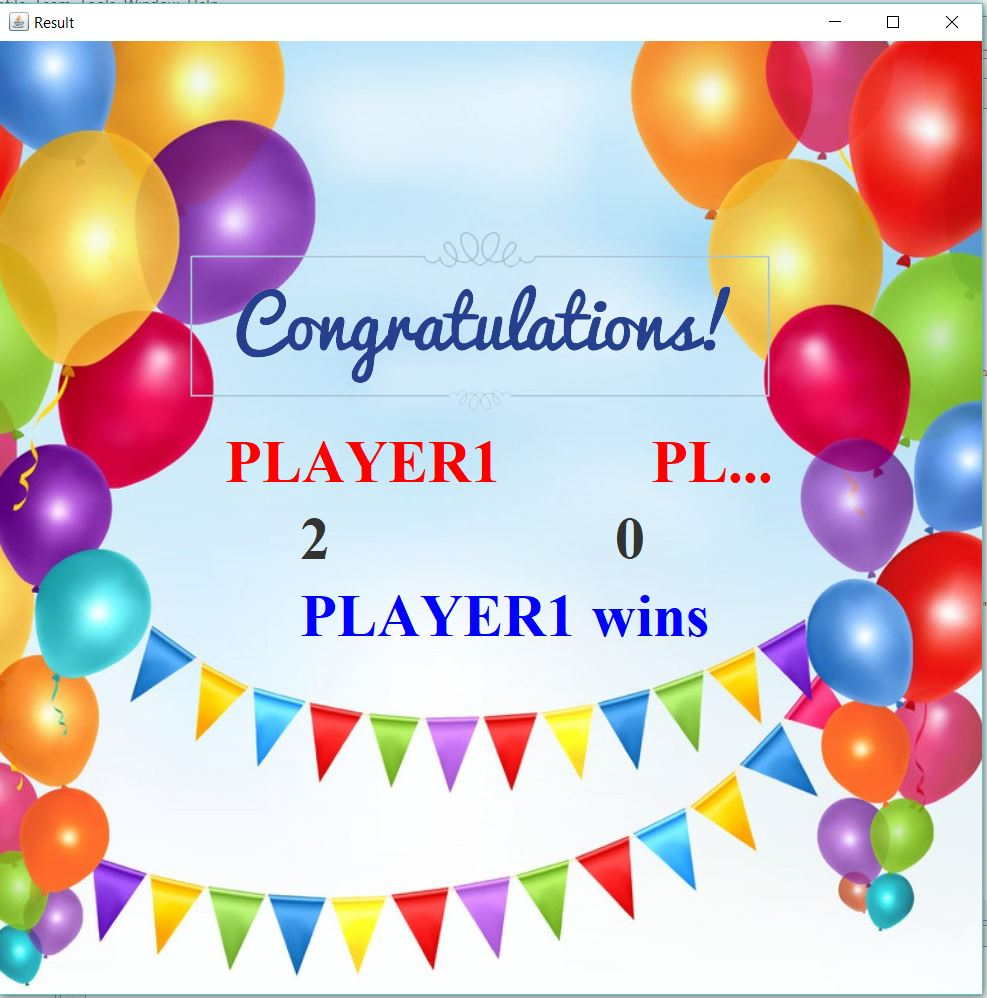 Result
Congratulations!
PLAYER1 PL...
2 0
PLAYER1 wins